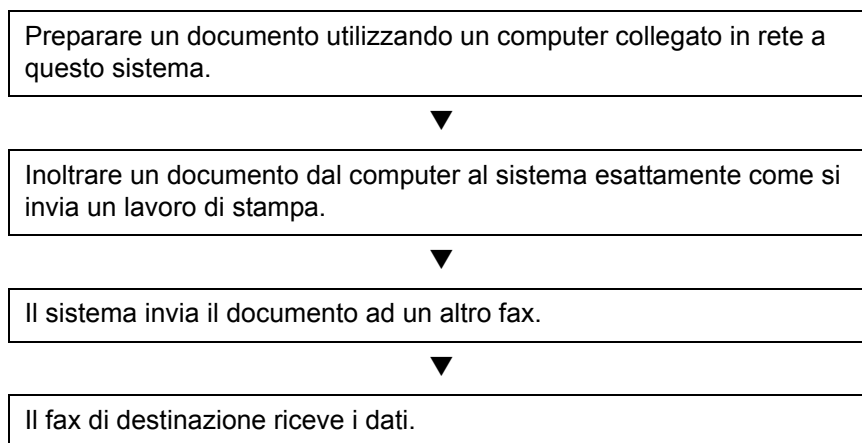 Preparare un documento utilizzando un computer collegato in rete a
questo sistema.
Inoltrare un documento dal computer al sistema esattamente come si
invia un lavoro di stampa.
Il sistema invia il documento ad un altro fax.
Il fax di destinazione riceve i dati.